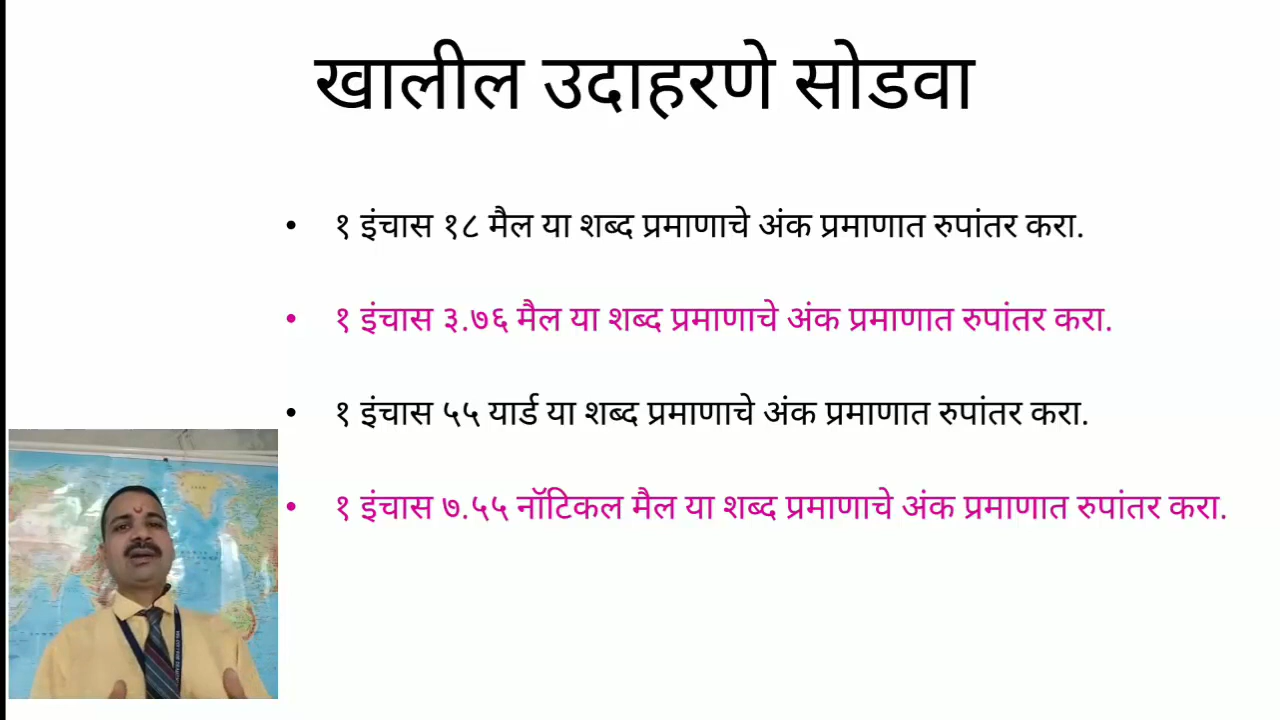 खालील उदाहरणे सोडवा
• १ इंचास १८ मैल या शब्द प्रमाणाचे अंक प्रमाणात रुपांतर करा.
• १ इंचास ३.७६ मैल या शब्द प्रमाणाचे अंक प्रमाणात रुपांतर करा.
• १ इंचास ५५ यार्ड या शब्द प्रमाणाचे अंक प्रमाणात रुपांतर करा.
• १ इंचास ७.५५ नॉटिकल मैल या शब्द प्रमाणाचे अंक प्रमाणात रुपांतर करा.